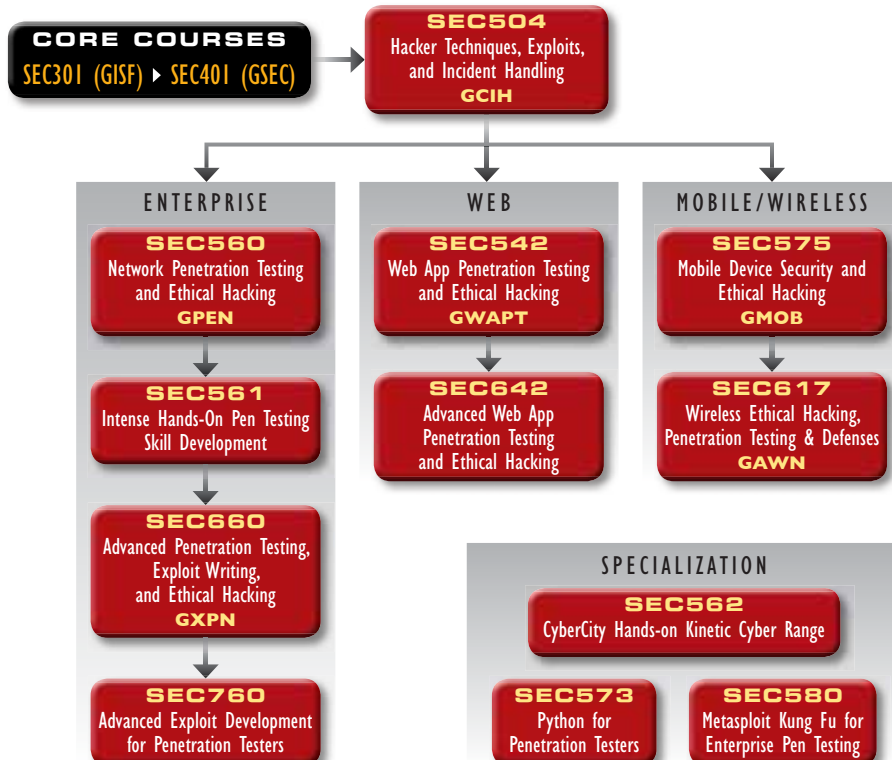 CORE COURSES
SEC301 (GISF) ▸ SEC401 (GSEC)
SEC504
Hacker Techniques, Exploits,
and Incident Handling
GCIH
ENTERPRISE
SEC560
Network Penetration Testing
and Ethical Hacking
GPEN
SEC561
Intense Hands-On Pen Testing
Skill Development
SEC660
Advanced Penetration Testing,
Exploit Writing,
and Ethical Hacking
GXPN
SEC760
Advanced Exploit Development
for Penetration Testers
WEB
SEC542
Web App Penetration Testing
and Ethical Hacking
GWAPT
SEC642
Advanced Web App
Penetration Testing
and Ethical Hacking
MOBILE/WIRELESS
SEC575
Mobile Device Security and
Ethical Hacking
GMOB
SEC617
Wireless Ethical Hacking,
Penetration Testing & Defenses
GAWN
SPECIALIZATION
SEC562
CyberCity Hands-on Kinetic Cyber Range
SEC573
Python for
Penetration Testers
SEC580
Metasploit Kung Fu for
Enterprise Pen Testing